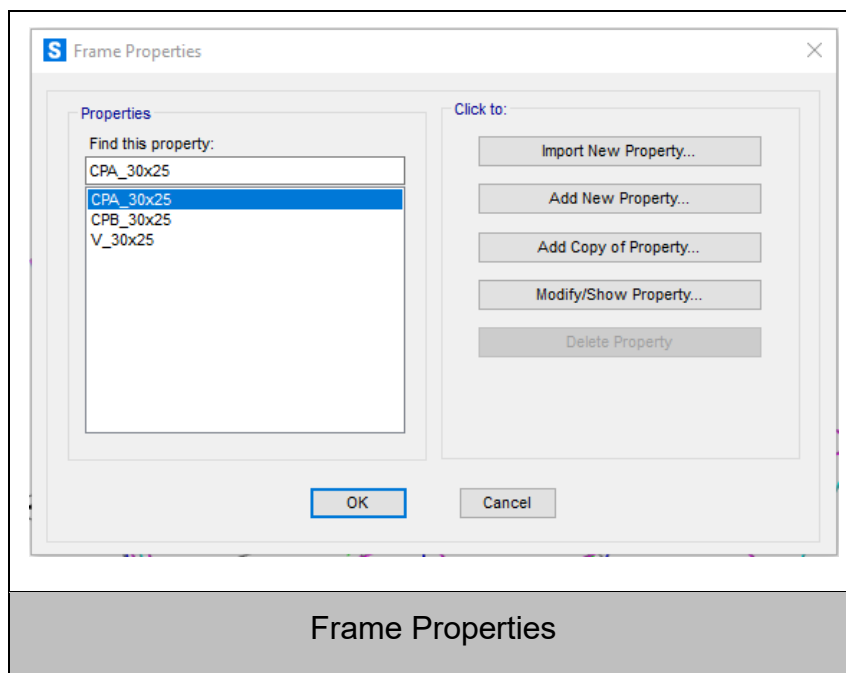 S Frame Properties
Properties
Find this property:
CPA_30x25
CPA_30x25
CPB_30x25
V_30x25
Click to:
Import New Property...
Add New Property...
Add Copy of Property...
Modify/Show Property...
Delete Property
OK
Cancel
Frame Properties